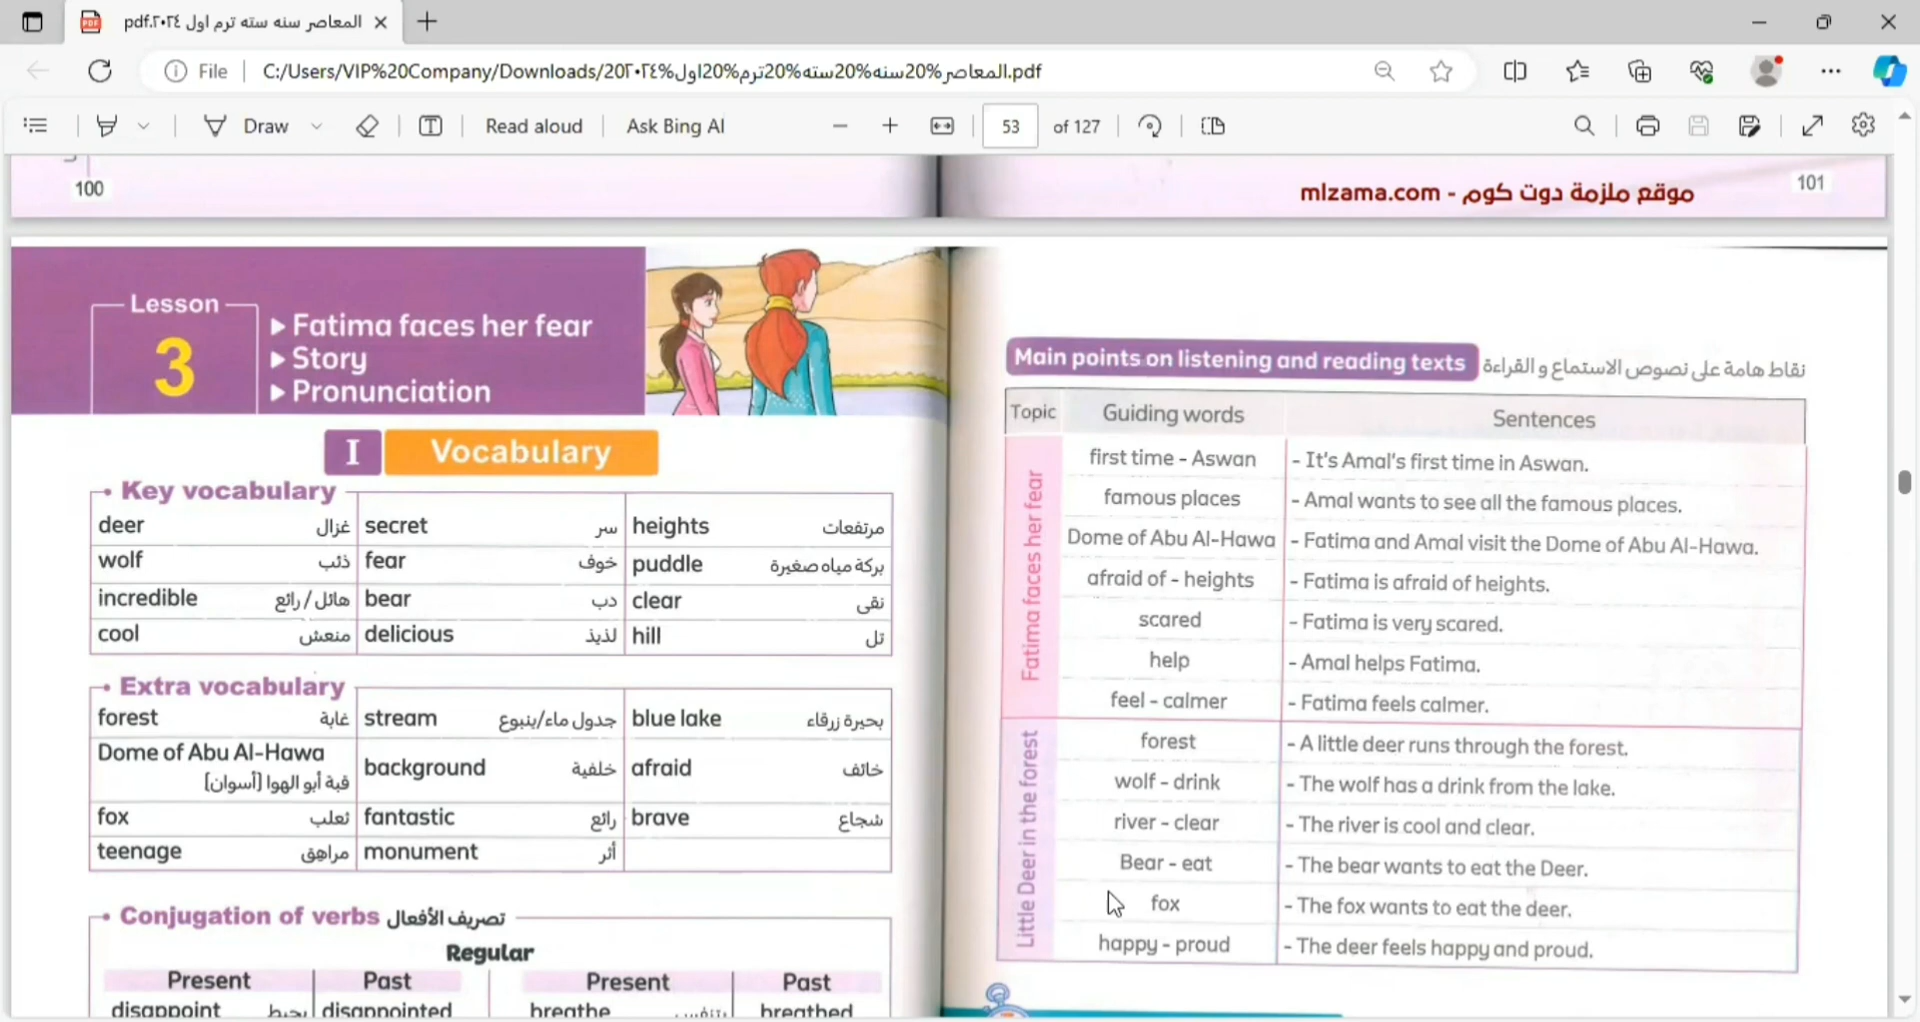 المعاصر سنه سته ترم اول ٢٠٢٤.pdf
File
C:/Users/VIP%20Company/Downloads/المعاصر%20سنه%20سته%20ترم%20اول%20٢٠٢٤.pdf
Draw
Read aloud
Ask Bing AI
53 of 127
100
موقع ملزمة دوت كوم - mlzama.com
101
Lesson
3
Fatima faces her fear
Story
Pronunciation
I Vocabulary
Key vocabulary
deer غزال secret سر heights مرتفعات
wolf ذئب fear خوف puddle بركة مياه صغيرة
incredible هائل / رائع bear دب clear نقى
cool منعش delicious لذيذ hill تل
Extra vocabulary
forest غابة stream جدول ماء/ينبوع blue lake بحيرة زرقاء
Dome of Abu Al-Hawa
قبة أبو الهوا [أسوان]
background خلفية afraid خائف
fox ثعلب fantastic رائع brave شجاع
teenage مراهِق monument أثر
Conjugation of verbs تصريف الأفعال
Regular
Present Past Present Past
disappoint يحبط disappointed breathe يتنفس breathed
Main points on listening and reading texts نقاط هامة على نصوص الاستماع و القراءة
Topic Guiding words Sentences
Fatima faces her fear
first time - Aswan - It's Amal's first time in Aswan.
famous places - Amal wants to see all the famous places.
Dome of Abu Al-Hawa - Fatima and Amal visit the Dome of Abu Al-Hawa.
afraid of - heights - Fatima is afraid of heights.
scared - Fatima is very scared.
help - Amal helps Fatima.
feel - calmer - Fatima feels calmer.
Little Deer in the forest
forest - A little deer runs through the forest.
wolf - drink - The wolf has a drink from the lake.
river - clear - The river is cool and clear.
Bear - eat - The bear wants to eat the Deer.
fox - The fox wants to eat the deer.
happy - proud - The deer feels happy and proud.